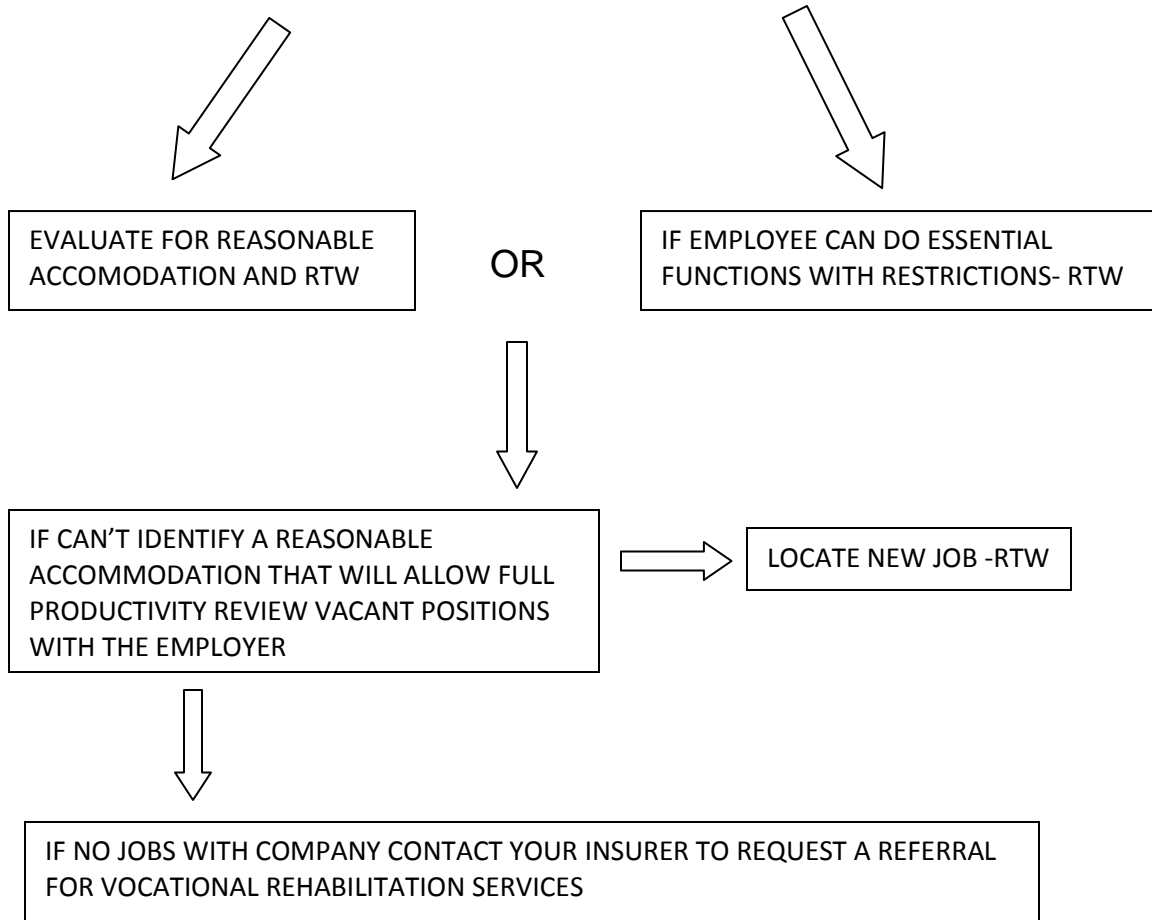 EVALUATE FOR REASONABLE
ACCOMODATION AND RTW
OR
IF EMPLOYEE CAN DO ESSENTIAL
FUNCTIONS WITH RESTRICTIONS- RTW
IF CAN’T IDENTIFY A REASONABLE
ACCOMMODATION THAT WILL ALLOW FULL
PRODUCTIVITY REVIEW VACANT POSITIONS
WITH THE EMPLOYER
LOCATE NEW JOB -RTW
IF NO JOBS WITH COMPANY CONTACT YOUR INSURER TO REQUEST A REFERRAL
FOR VOCATIONAL REHABILITATION SERVICES